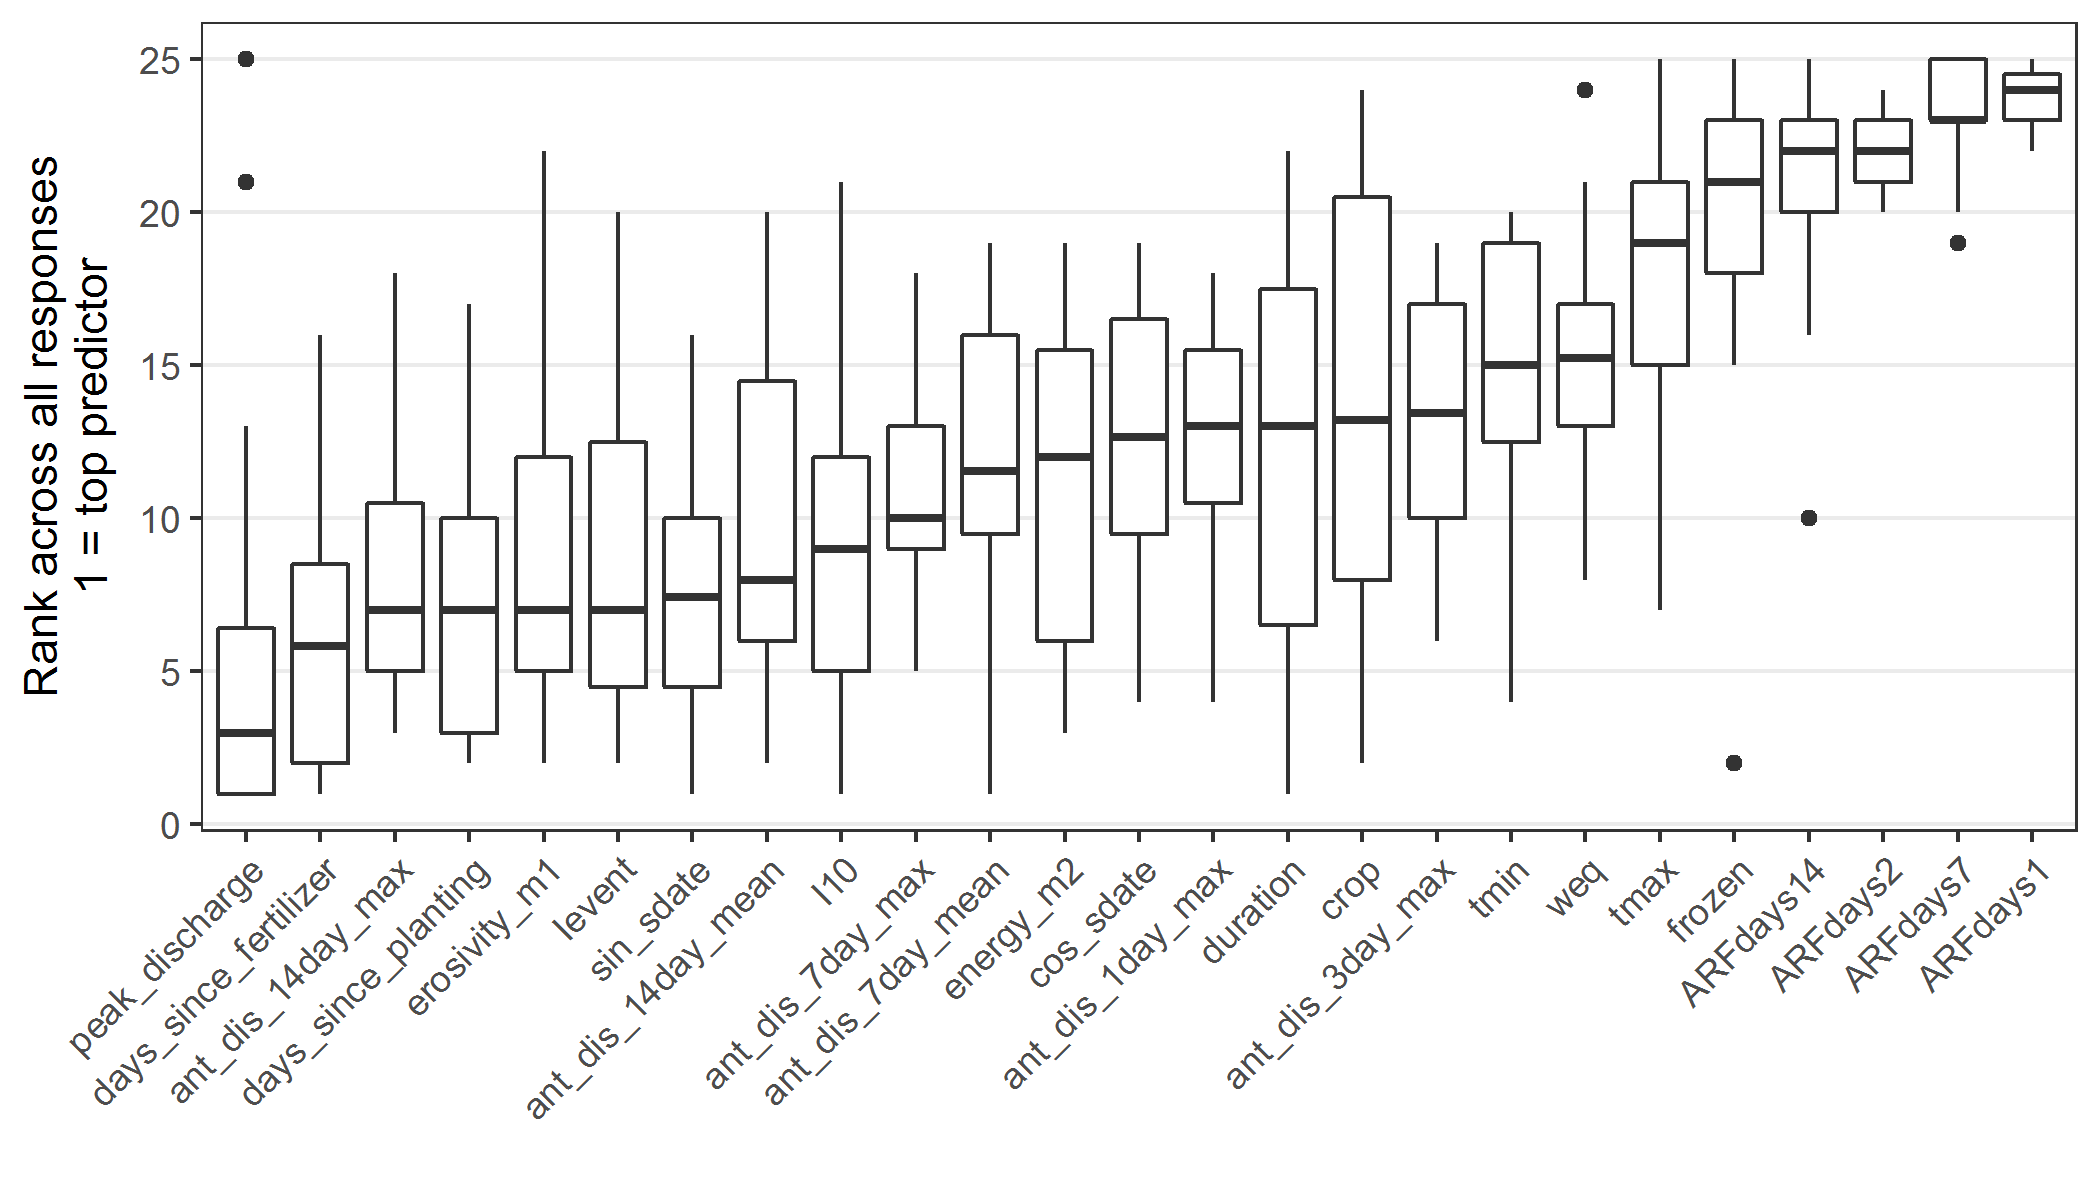 Rank across all responses
1 = top predictor
25
20
15
10
5
0
peak_discharge
days_since_fertilizer
ant_dis_14day_max
days_since_planting
erosivity_m1
levent
sin_sdate
ant_dis_14day_mean
I10
ant_dis_7day_max
ant_dis_7day_mean
energy_m2
cos_sdate
ant_dis_1day_max
duration
crop
ant_dis_3day_max
tmin
weq
tmax
frozen
ARFdays14
ARFdays2
ARFdays7
ARFdays1